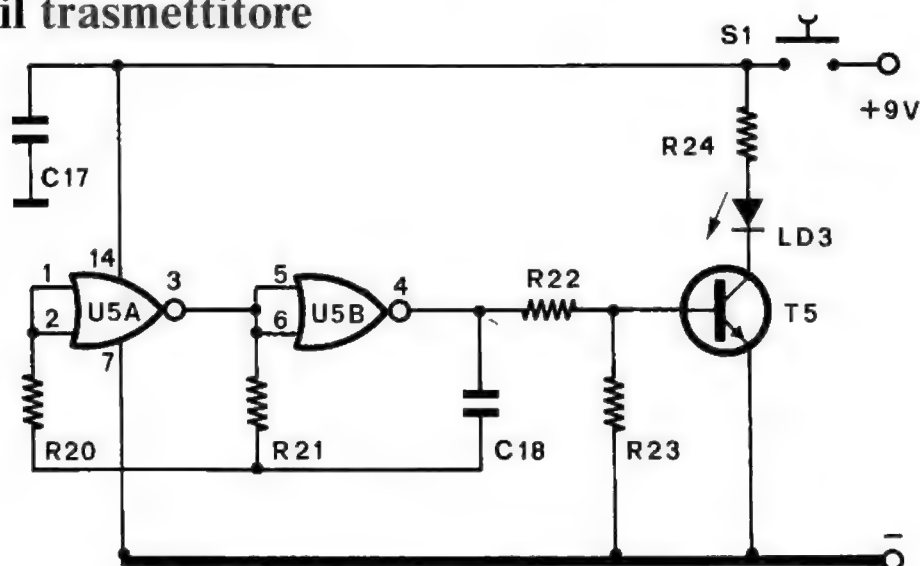 il trasmettitore
S1
+9V
C17
R24
LD3
14
1
2
3
U5A
7
5
6
4
U5B
R22
T5
R20
R21
C18
R23
−